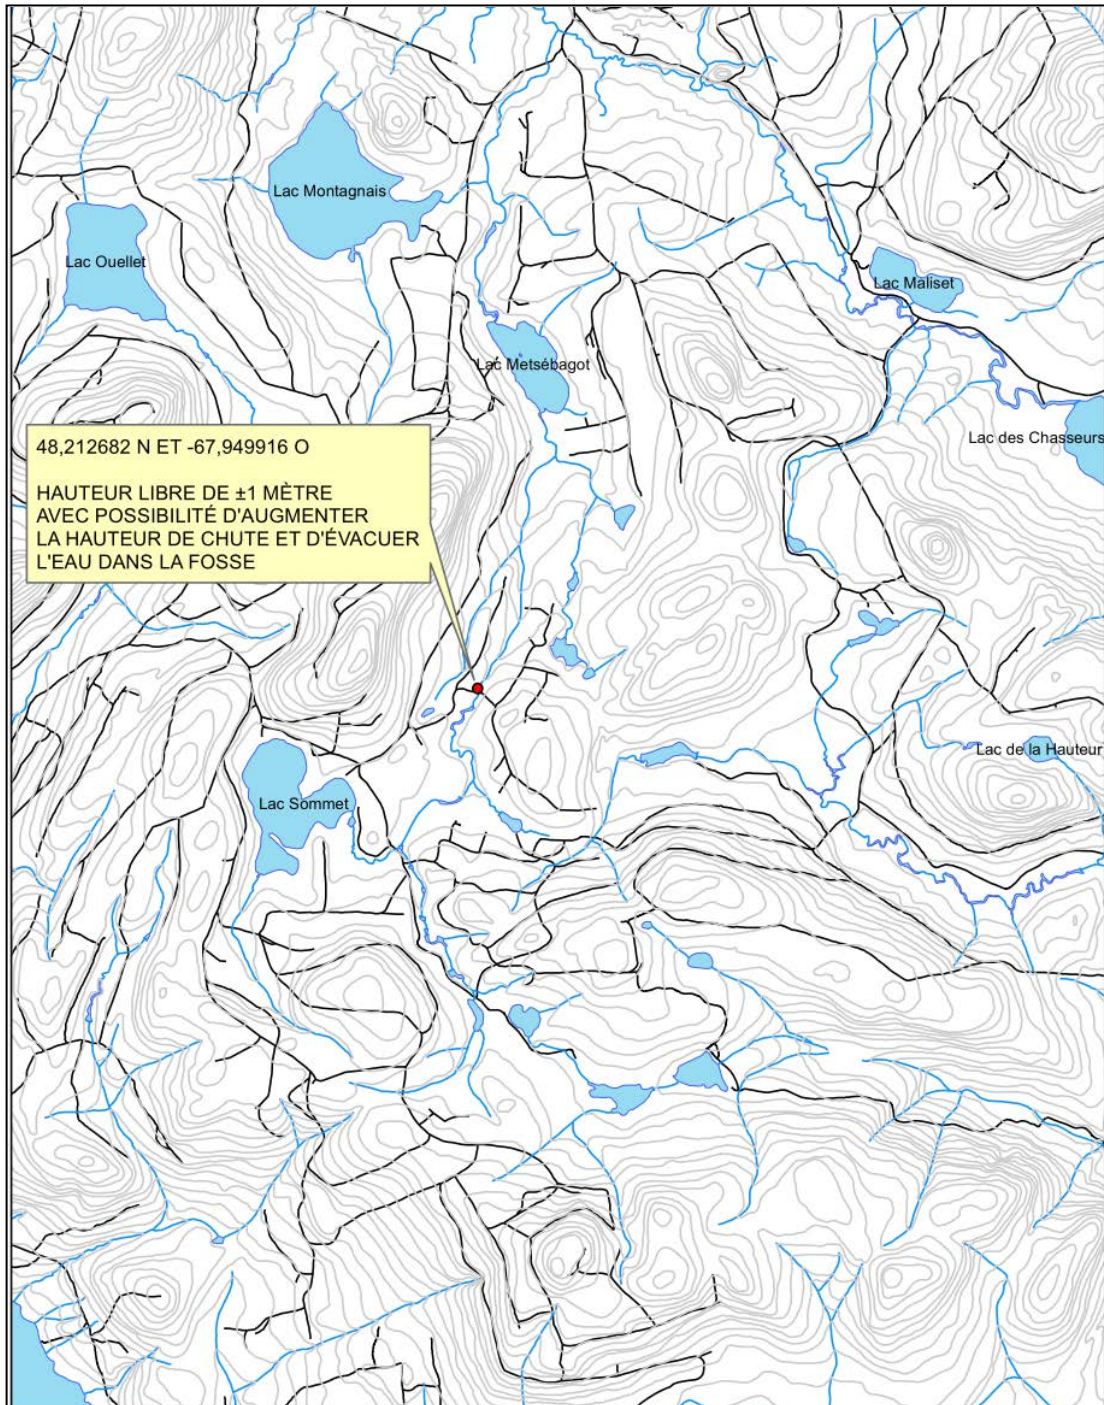 Lac Montagnais
Lac Ouellet
Lac Maliset
Lac Metsébagot
Lac des Chasseurs
48,212682 N ET -67,949916 O
HAUTEUR LIBRE DE ±1 MÈTRE
AVEC POSSIBILITÉ D'AUGMENTER
LA HAUTEUR DE CHUTE ET D'ÉVACUER
L'EAU DANS LA FOSSE
Lac de la Hauteur
Lac Sommet